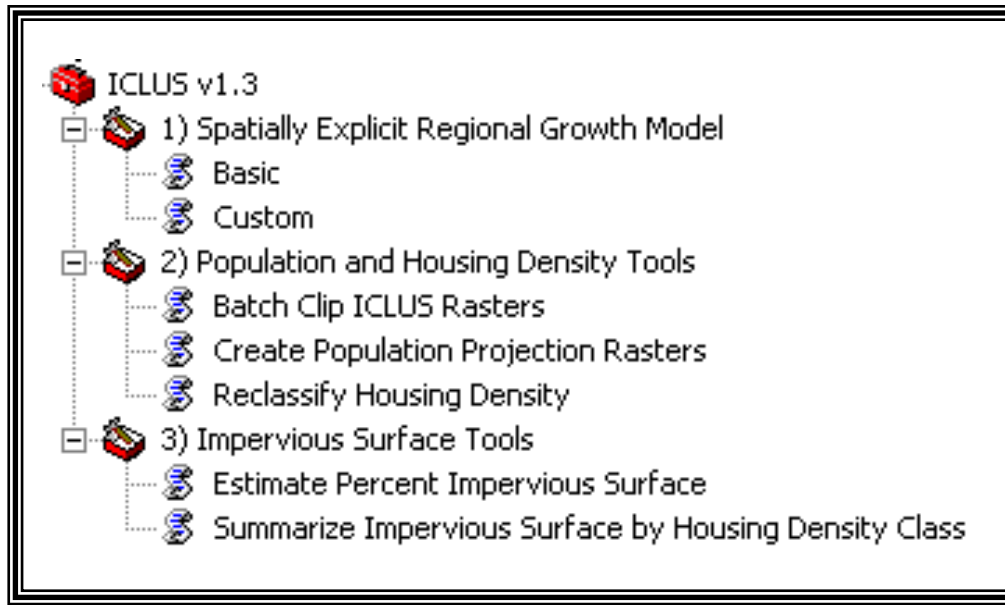 ICLUS v1.3
1) Spatially Explicit Regional Growth Model
Basic
Custom
2) Population and Housing Density Tools
Batch Clip ICLUS Rasters
Create Population Projection Rasters
Reclassify Housing Density
3) Impervious Surface Tools
Estimate Percent Impervious Surface
Summarize Impervious Surface by Housing Density Class